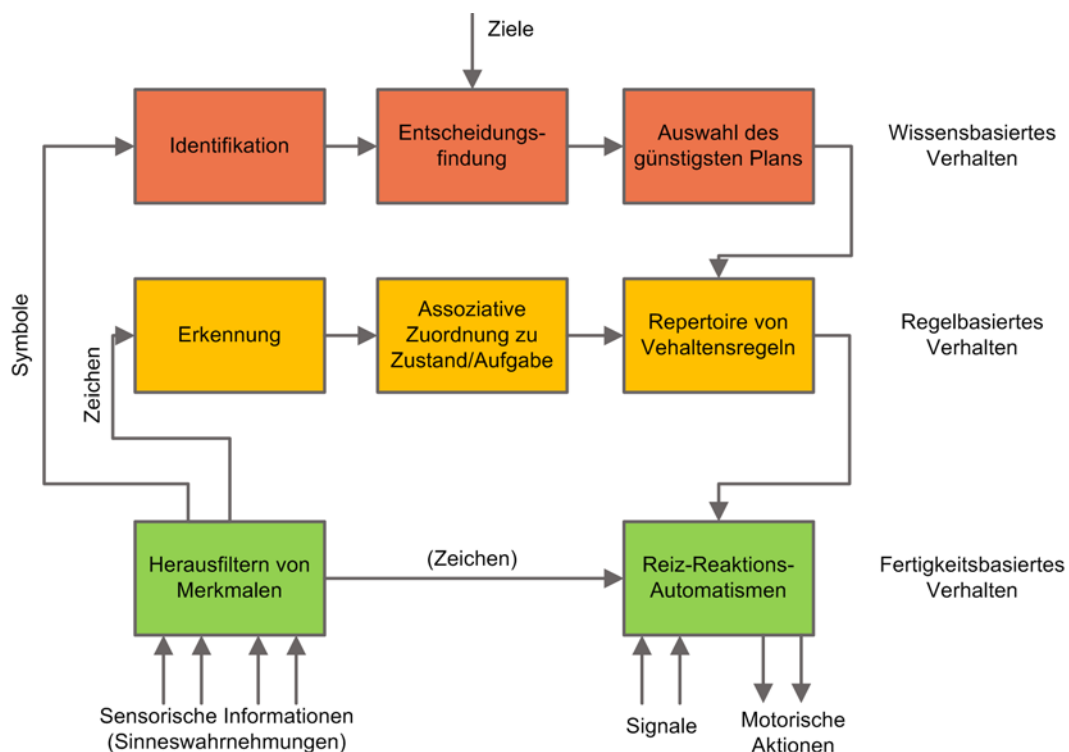 Ziele
Identifikation
Entscheidungs-
findung
Auswahl des
günstigsten Plans
Wissensbasiertes
Verhalten
Symbole
Zeichen
Erkennung
Assoziative
Zuordnung zu
Zustand/Aufgabe
Repertoire von
Vehaltensregeln
Regelbasiertes
Verhalten
Herausfiltern von
Merkmalen
(Zeichen)
Reiz-Reaktions-
Automatismen
Fertigkeitsbasiertes
Verhalten
Sensorische Informationen
(Sinneswahrnehmungen)
Signale
Motorische
Aktionen